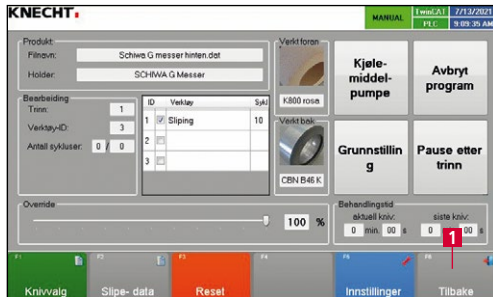 KNECHT.
MANUAL
TwinCAT
PLC
7/13/2021
9:09:35 AM
Produkt:
Filnavn: Schiwa G messer hinten.dat
Holder: SCHIWA G Messer
Verkt foran
K800 rosa
Kjøle-
middel-
pumpe
Avbryt
program
Bearbeiding
Trinn: 1
Verktøy-ID: 3
Antall sykluser: 0 / 0
ID Verktøy Sykl
1 Sliping 10
2
3
Verkt bak
CBN B46 K
Grunnstillin
g
Pause etter
trinn
Override
100 %
Behandlingstid
aktuell kniv: siste kniv:
0 min. 00 s 0 00 s
1
F1 F2 F3 F4 F5 F6
Knivvalg Slipe- data Reset Innstillinger Tilbake